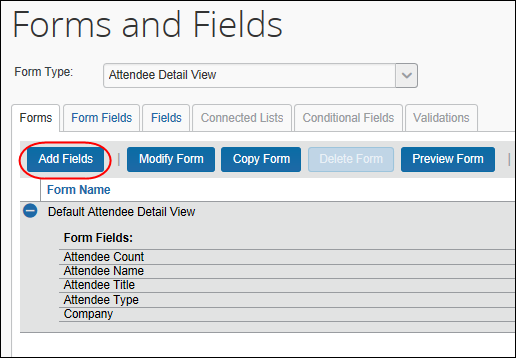 Forms and Fields
Form Type: Attendee Detail View
Forms Form Fields Fields Connected Lists Conditional Fields Validations
Add Fields | Modify Form Copy Form Delete Form Preview Form |
Form Name
Default Attendee Detail View
Form Fields:
Attendee Count
Attendee Name
Attendee Title
Attendee Type
Company